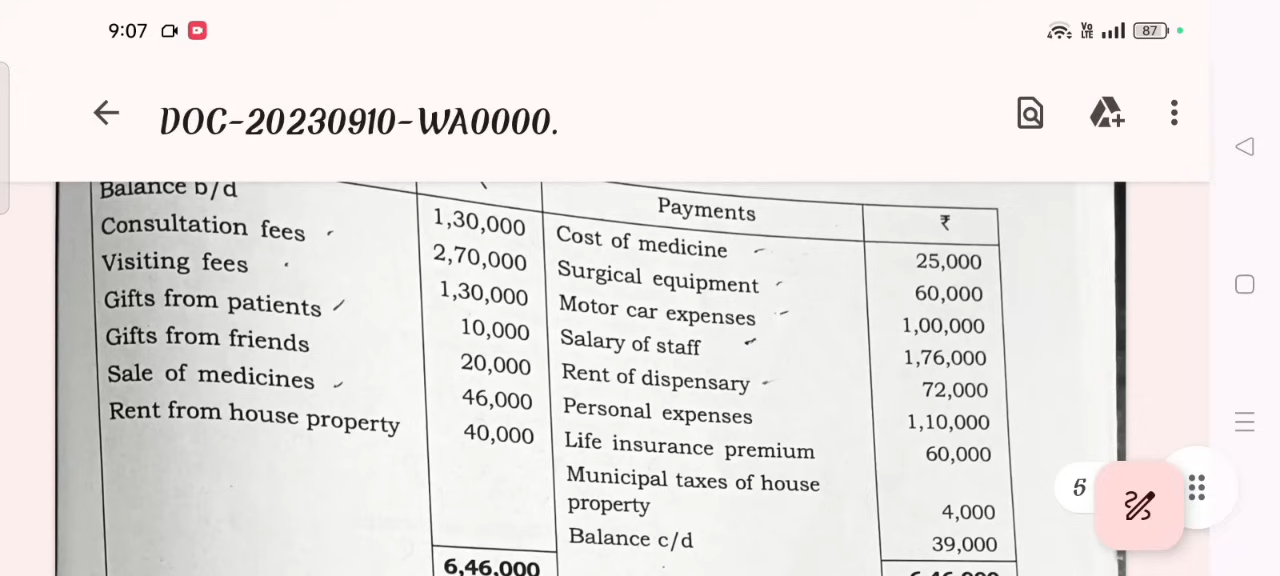 9:07 Vo LTE 87
DOC-20230910-WA0000.
Payments ₹
Balance b/d 1,30,000 Cost of medicine 25,000
Consultation fees 2,70,000 Surgical equipment 60,000
Visiting fees 1,30,000 Motor car expenses 1,00,000
Gifts from patients 10,000 Salary of staff 1,76,000
Gifts from friends 20,000 Rent of dispensary 72,000
Sale of medicines 46,000 Personal expenses 1,10,000
Rent from house property 40,000 Life insurance premium 60,000
Municipal taxes of house
property 4,000
Balance c/d 39,000
6,46,000
5